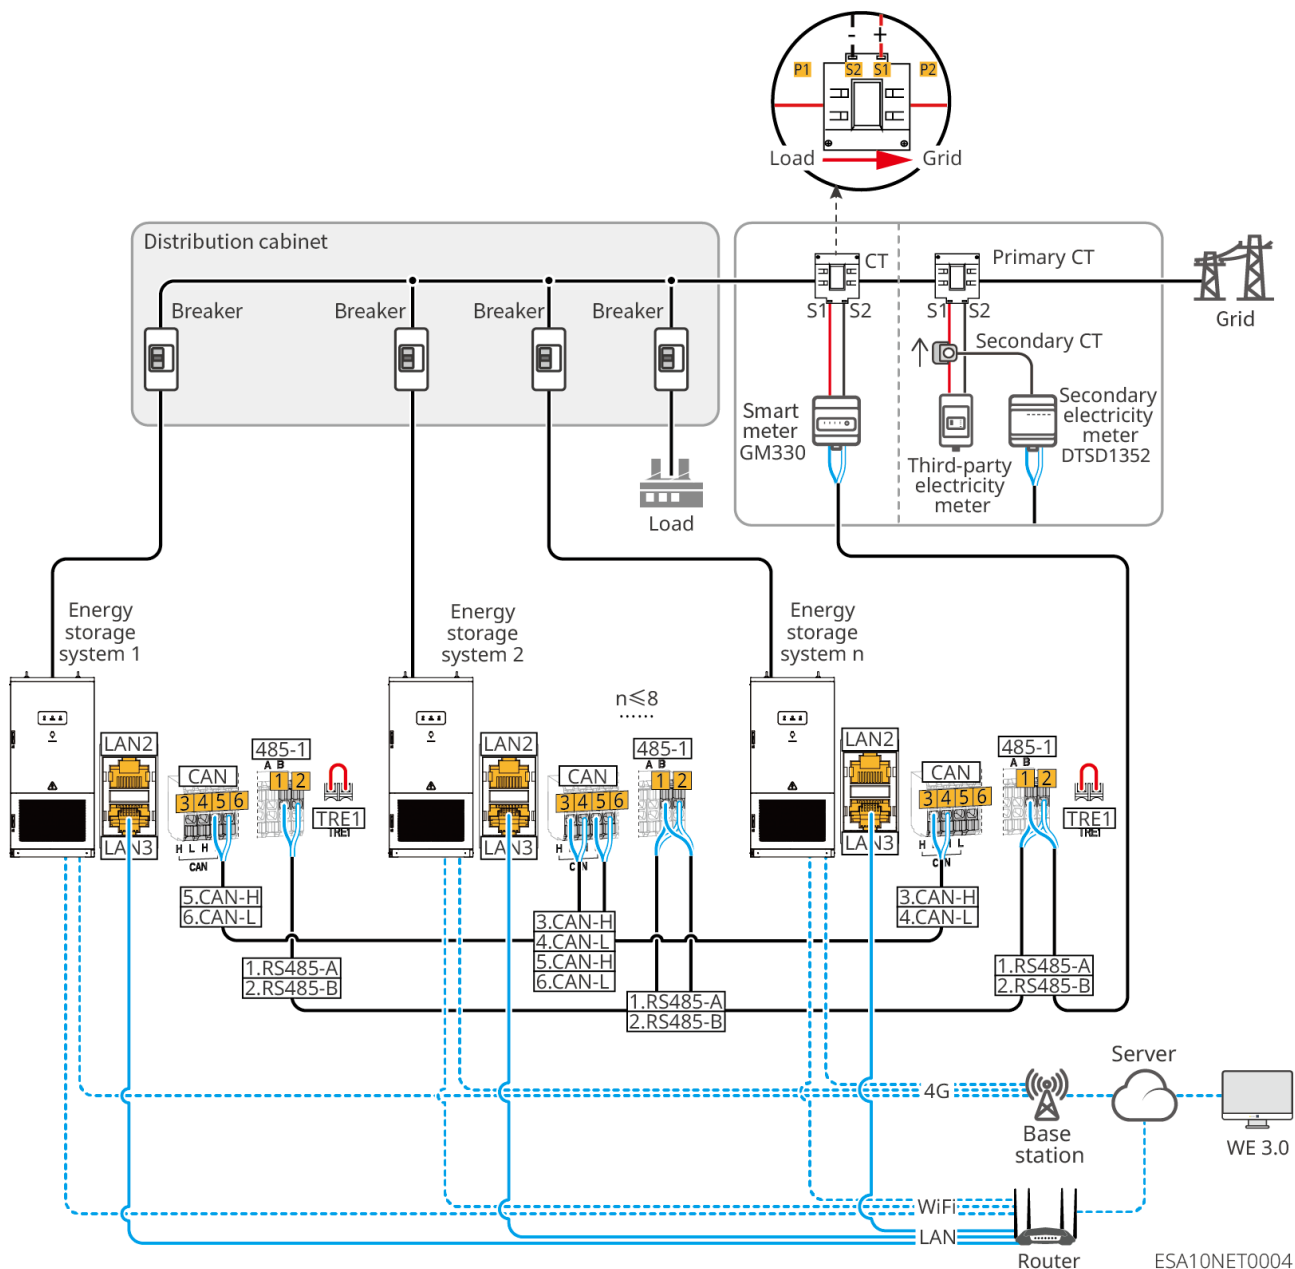 - +
P1 S2 S1 P2
Load Grid
Distribution cabinet
CT
Primary CT
Breaker Breaker Breaker Breaker
S1 S2
S1 S2
Grid
Secondary CT
Smart
meter
GM330
Secondary
electricity
meter
DTSD1352
Third-party
electricity
meter
Load
Energy
storage
system 1
Energy
storage
system 2
Energy
storage
system n
n≤8
......
LAN2
LAN3
CAN
3 4 5 6
H L H
CAN
485-1
A B
1 2
TRE1
TRE1
LAN2
LAN3
CAN
3 4 5 6
H
485-1
A B
1 2
LAN2
LAN3
CAN
3 4 5 6
H L
485-1
A B
1 2
TRE1
TRE1
5.CAN-H
6.CAN-L
3.CAN-H
4.CAN-L
5.CAN-H
6.CAN-L
3.CAN-H
4.CAN-L
1.RS485-A
2.RS485-B
1.RS485-A
2.RS485-B
1.RS485-A
2.RS485-B
4G
Base
station
Server
WE 3.0
WiFi
LAN
Router
ESA10NET0004